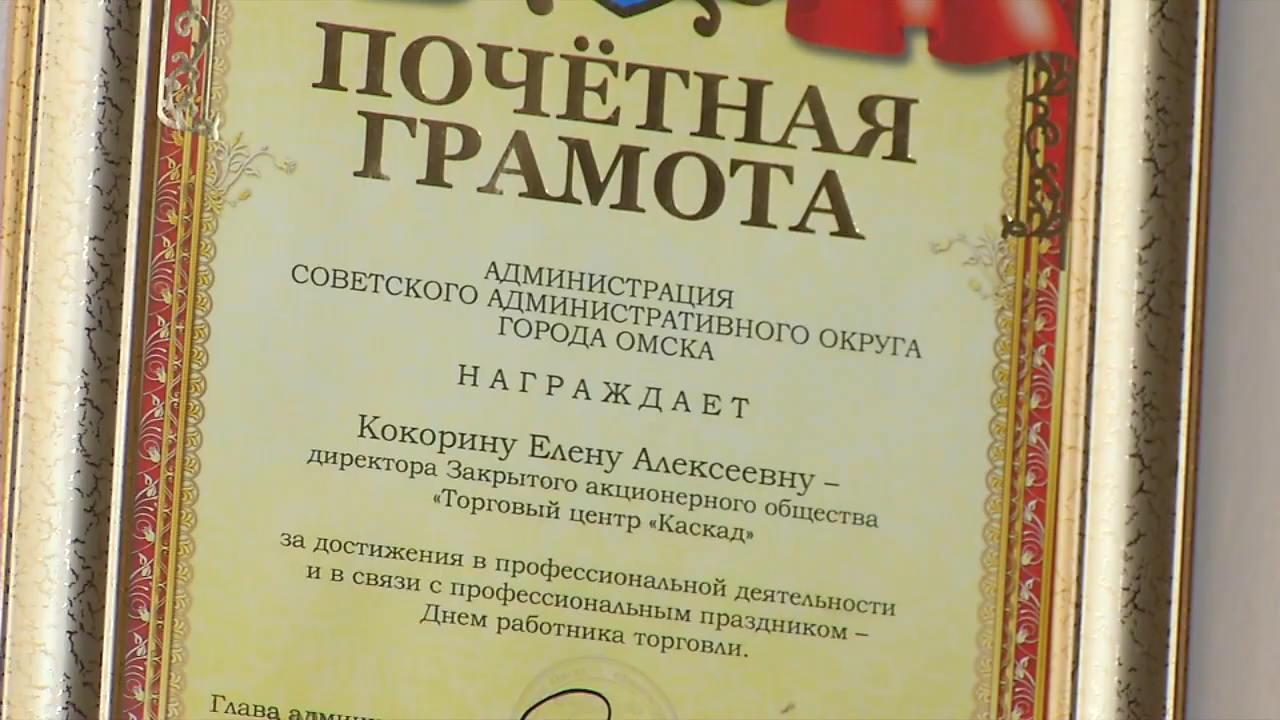 ПОЧЁТНАЯ
ГРАМОТА
АДМИНИСТРАЦИЯ
СОВЕТСКОГО АДМИНИСТРАТИВНОГО ОКРУГА
ГОРОДА ОМСКА
НАГРАЖДАЕТ
Кокорину Елену Алексеевну –
директора Закрытого акционерного общества
«Торговый центр «Каскад»
за достижения в профессиональной деятельности
и в связи с профессиональным праздником –
Днем работника торговли.
Глава